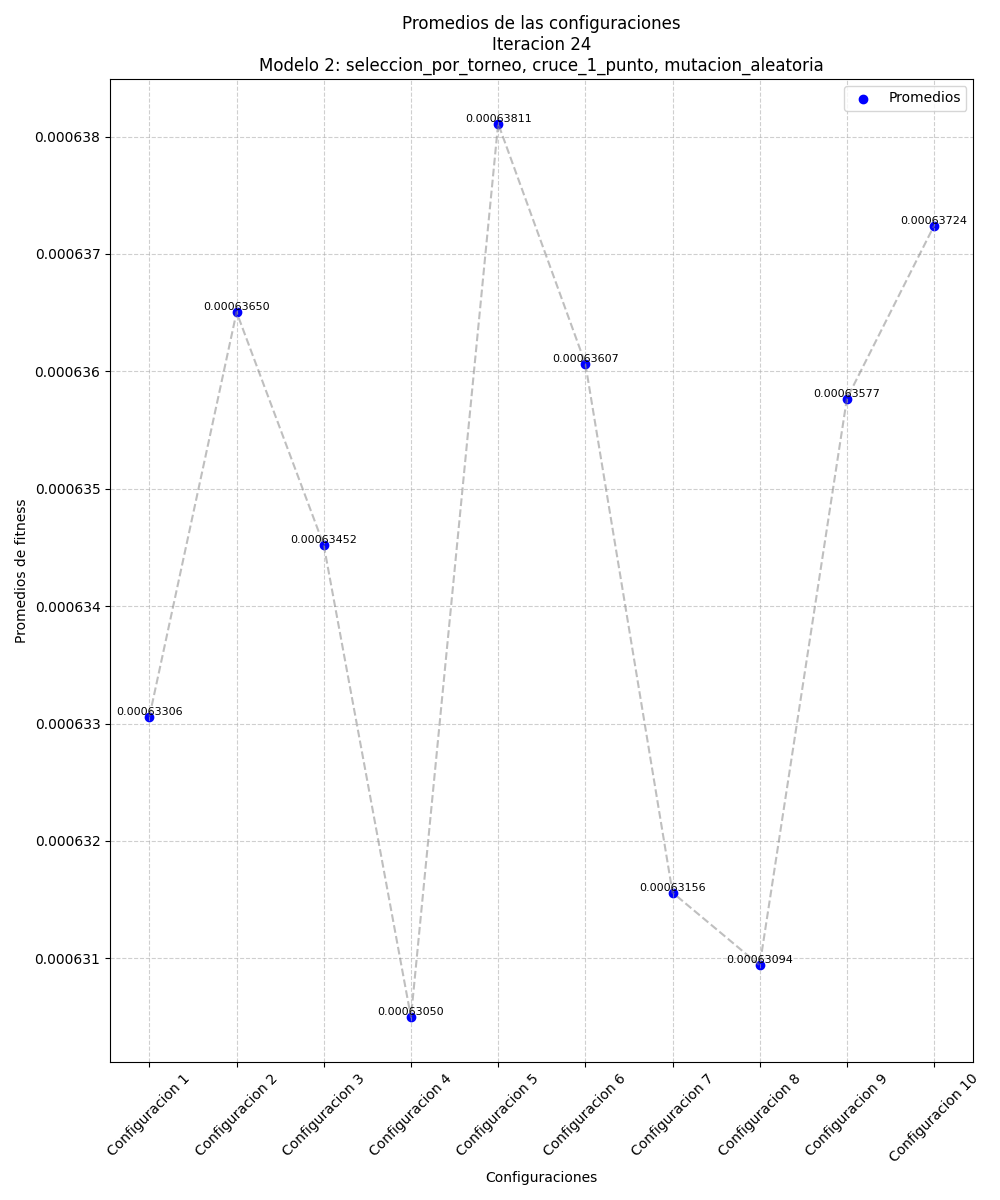 Promedios de las configuraciones
Iteracion 24
Modelo 2: seleccion_por_torneo, cruce_1_punto, mutacion_aleatoria
Promedios
0.000638
0.000637
0.000636
0.000635
0.000634
0.000633
0.000632
0.000631
Promedios de fitness
0.00063306
0.00063650
0.00063452
0.00063050
0.00063811
0.00063607
0.00063156
0.00063094
0.00063577
0.00063724
Configuracion 1
Configuracion 2
Configuracion 3
Configuracion 4
Configuracion 5
Configuracion 6
Configuracion 7
Configuracion 8
Configuracion 9
Configuracion 10
Configuraciones